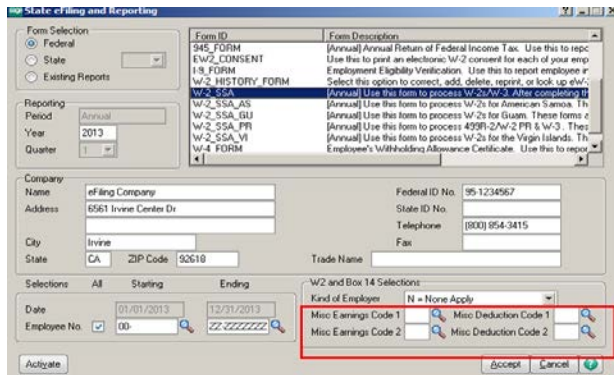 State eFiling and Reporting
Form Selection
Federal
State
Existing Reports
Reporting
Period Annual
Year 2013
Quarter 1
Form ID Form Description
945_FORM [Annual] Annual Return of Federal Income Tax. Use this to repo
EW2_CONSENT Use this to print an electronic W-2 consent for each of your emp
I-9_FORM Employment Eligibility Verification. Use this to report employee in
W-2_HISTORY_FORM Select this option to correct, add, delete, reprint, or look up eW-
W-2_SSA [Annual] Use this form to process W-2s/W-3. After completing th
W-2_SSA_AS [Annual] Use this form to process W-2s for American Samoa. Th
W-2_SSA_GU [Annual] Use this form to process W-2s for Guam. These forms a
W-2_SSA_PR [Annual] Use this form to process 499R-2/W-2 PR & W-3. Thes
W-2_SSA_VI [Annual] Use this form to process W-2s for the Virgin Islands. Th
W-4_FORM Employee's Withholding Allowance Certificate. Use this to repor
Company
Name eFiling Company Federal ID No. 95-1234567
Address 6561 Irvine Center Dr State ID No.
Telephone (800) 854-3415
City Irvine Fax
State CA ZIP Code 92618 Trade Name
Selections All Starting Ending
Date 01/01/2013 12/31/2013
Employee No. 00- ZZ-ZZZZZZZ
W2 and Box 14 Selections
Kind of Employer N = None Apply
Misc Earnings Code 1 Misc Deduction Code 1
Misc Earnings Code 2 Misc Deduction Code 2
Activate Accept Cancel